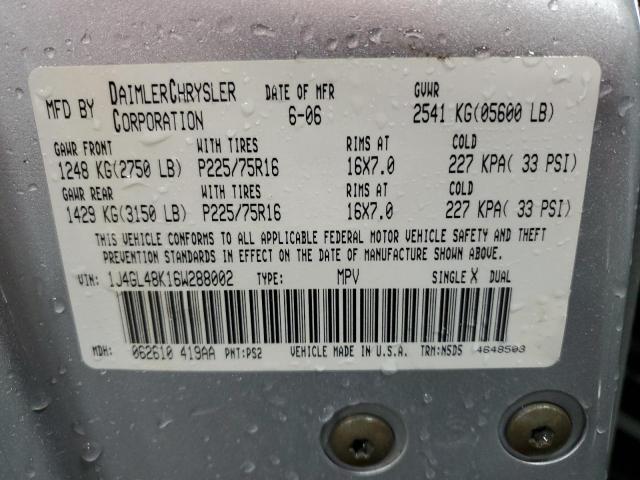 MFD BY DAIMLERCHRYSLER CORPORATION DATE OF MFR 6-06 GVWR 2541 KG(05600 LB)
GAWR FRONT WITH TIRES RIMS AT COLD
1248 KG(2750 LB) P225/75R16 16X7.0 227 KPA( 33 PSI)
GAWR REAR WITH TIRES RIMS AT COLD
1429 KG(3150 LB) P225/75R16 16X7.0 227 KPA( 33 PSI)
THIS VEHICLE CONFORMS TO ALL APPLICABLE FEDERAL MOTOR VEHICLE SAFETY AND THEFT
PREVENTION STANDARDS IN EFFECT ON THE DATE OF MANUFACTURE SHOWN ABOVE.
VIN: 1J4GL48K16W288002 TYPE: MPV SINGLE X DUAL
MDH: 062610 419AA PNT:PS2 VEHICLE MADE IN U.S.A. TRM:N5D5 4648503